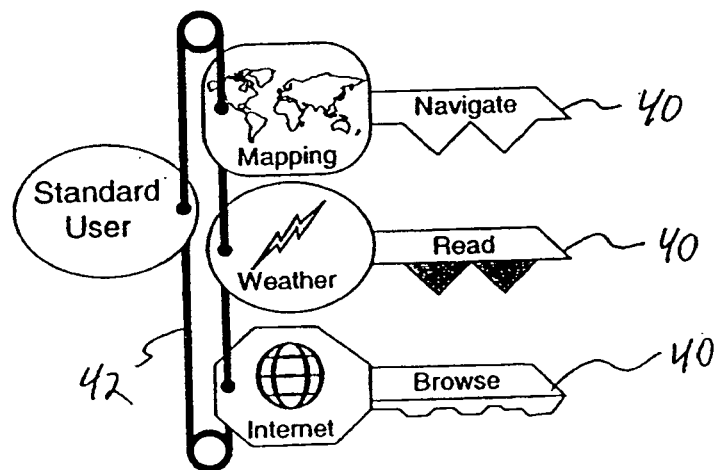 Navigate
40
Mapping
Standard
User
Read
40
Weather
42
Browse
40
Internet